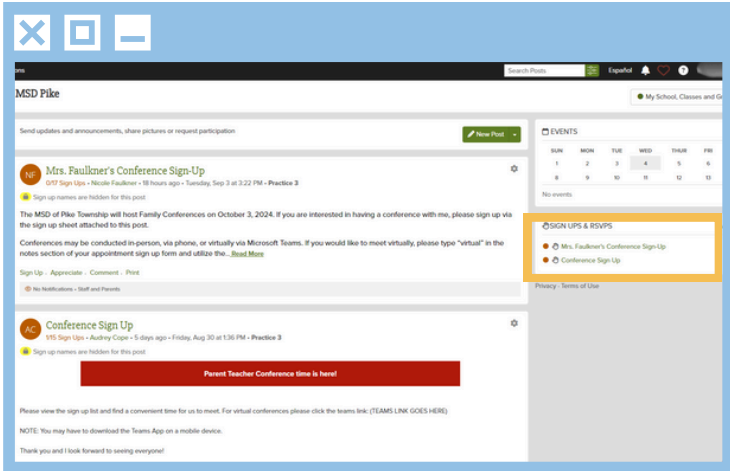 ons
Search Posts
Español
MSD Pike
My School, Classes and G
Send updates and announcements, share pictures or request participation
New Post
EVENTS
SUN MON TUE WED THUR FRI
1 2 3 4 5 6
8 9 10 11 12 13
No events
NF
Mrs. Faulkner's Conference Sign-Up
0/17 Sign Ups • Nicole Faulkner • 18 hours ago • Tuesday, Sep 3 at 3:22 PM • Practice 3
Sign up names are hidden for this post
The MSD of Pike Township will host Family Conferences on October 3, 2024. If you are interested in having a conference with me, please sign up via
the sign up sheet attached to this post.
Conferences may be conducted in-person, via phone, or virtually via Microsoft Teams. If you would like to meet virtually, please type "virtual" in the
notes section of your appointment sign up form and utilize the... Read More
Sign Up • Appreciate • Comment • Print
No Notifications • Staff and Parents
SIGN UPS & RSVPS
Mrs. Faulkner's Conference Sign-Up
Conference Sign Up
Privacy • Terms of Use
AC
Conference Sign Up
1/15 Sign Ups • Audrey Cope • 5 days ago • Friday, Aug 30 at 1:36 PM • Practice 3
Sign up names are hidden for this post
Parent Teacher Conference time is here!
Please view the sign up list and find a convenient time for us to meet. For virtual conferences please click the teams link: (TEAMS LINK GOES HERE)
NOTE: You may have to download the Teams App on a mobile device.
Thank you and I look forward to seeing everyone!